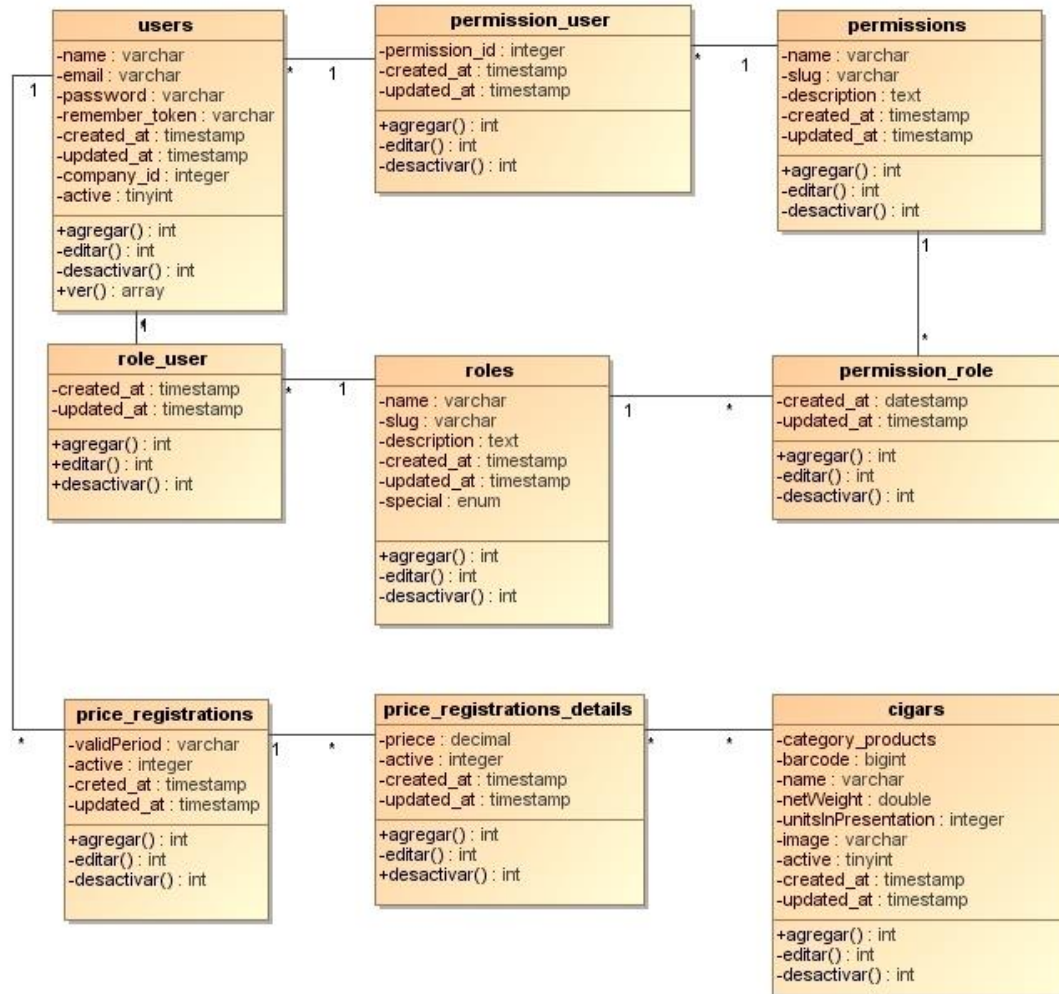 users
-name : varchar
-email : varchar
-password : varchar
-remember_token : varchar
-created_at : timestamp
-updated_at : timestamp
-company_id : integer
-active : tinyint
+agregar() : int
-editar() : int
-desactivar() : int
+ver() : array
* 1
1
permission_user
-permission_id : integer
-created_at : timestamp
-updated_at : timestamp
+agregar() : int
-editar() : int
-desactivar() : int
* 1
permissions
-name : varchar
-slug : varchar
-description : text
-created_at : timestamp
-updated_at : timestamp
+agregar() : int
-editar() : int
-desactivar() : int
1
*
*1
role_user
-created_at : timestamp
-updated_at : timestamp
+agregar() : int
+editar() : int
+desactivar() : int
* 1
roles
-name : varchar
-slug : varchar
-description : text
-created_at : timestamp
-updated_at : timestamp
-special : enum
+agregar() : int
-editar() : int
-desactivar() : int
1 *
permission_role
-created_at : datestamp
-updated_at : timestamp
+agregar() : int
-editar() : int
-desactivar() : int
*
price_registrations
-validPeriod : varchar
-active : integer
-creted_at : timestamp
-updated_at : timestamp
+agregar() : int
-editar() : int
-desactivar() : int
1 *
price_registrations_details
-priece : decimal
-active : integer
-created_at : timestamp
-updated_at : timestamp
+agregar() : int
-editar() : int
+desactivar() : int
* *
cigars
-category_products
-barcode : bigint
-name : varchar
-netWeight : double
-unitsInPresentation : integer
-image : varchar
-active : tinyint
-created_at : timestamp
-updated_at : timestamp
+agregar() : int
-editar() : int
-desactivar() : int